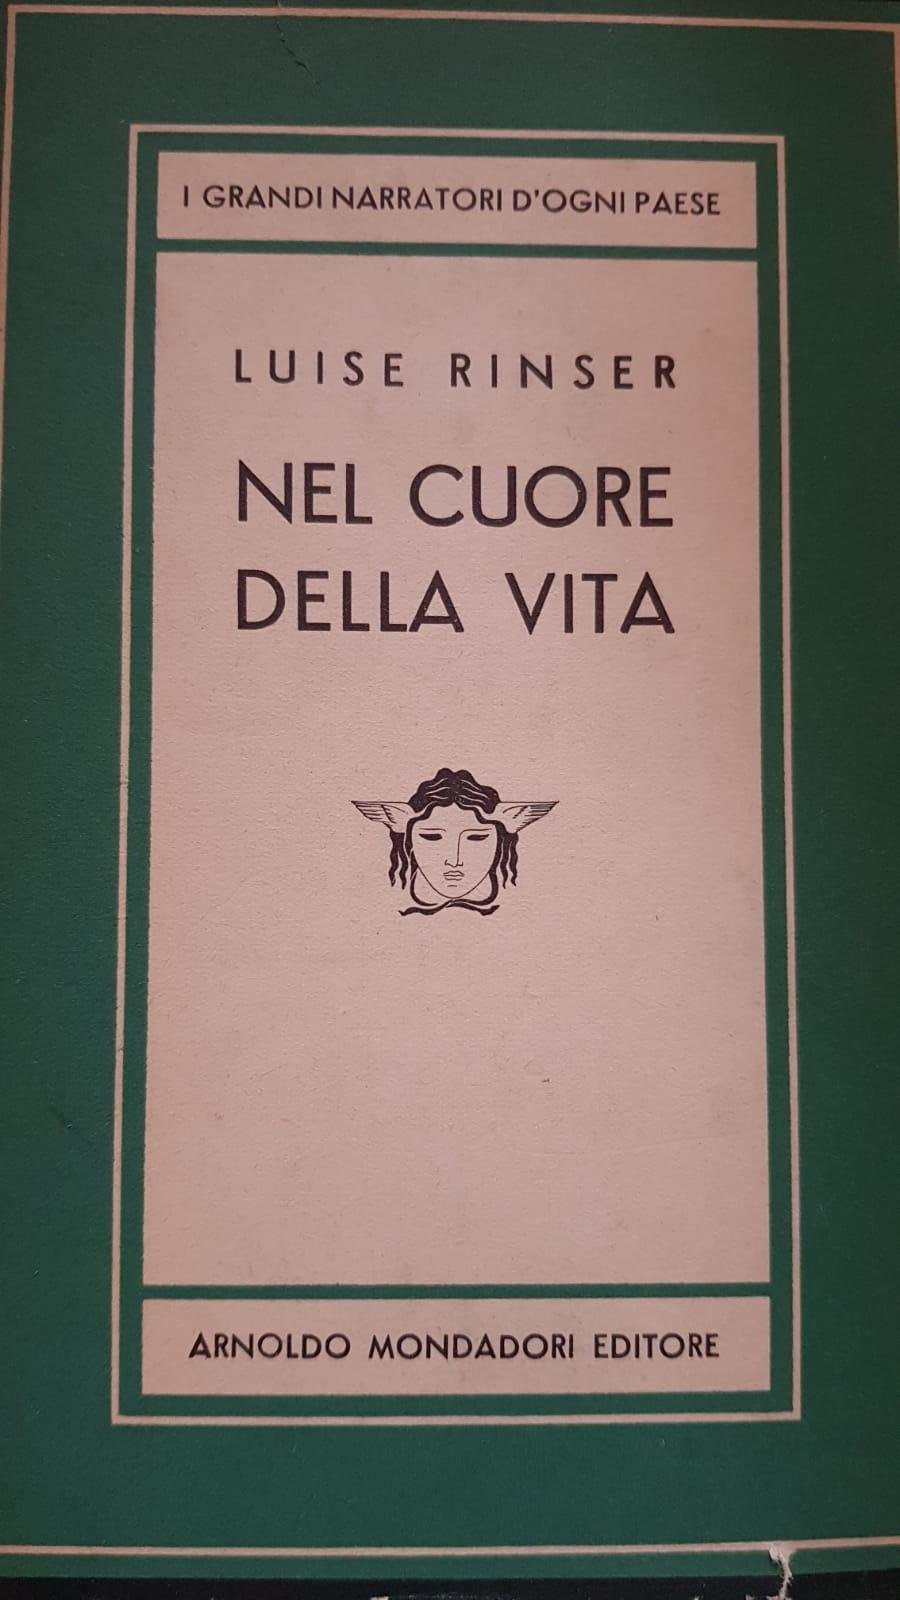 I GRANDI NARRATORI D'OGNI PAESE
LUISE RINSER
NEL CUORE
DELLA VITA
ARNOLDO MONDADORI EDITORE